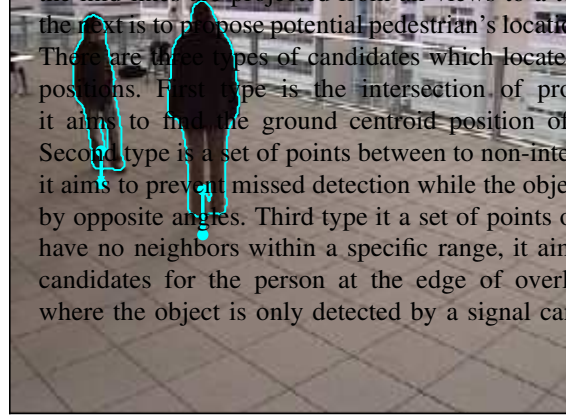 the next is to propose potential pedestrian's locatio
There are three types of candidates which locate
positions. First type is the intersection of pro
it aims to find the ground centroid position of
Second type is a set of points between to non-inte
it aims to prevent missed detection while the obje
by opposite angles. Third type it a set of points o
have no neighbors within a specific range, it aim
candidates for the person at the edge of overl
where the object is only detected by a signal ca